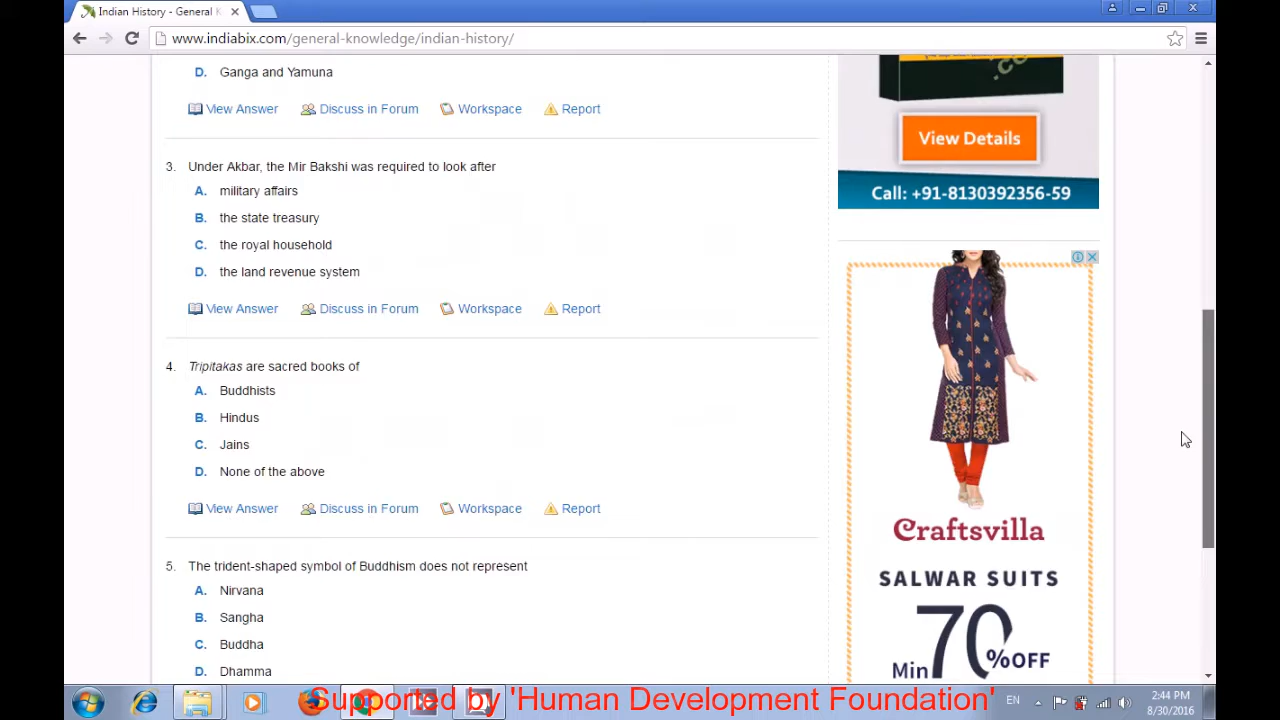 Indian History - General K
www.indiabix.com/general-knowledge/indian-history/
D. Ganga and Yamuna
View Answer Discuss in Forum Workspace Report
3. Under Akbar, the Mir Bakshi was required to look after
A. military affairs
B. the state treasury
C. the royal household
D. the land revenue system
View Answer Discuss in Forum Workspace Report
4. Tripitakas are sacred books of
A. Buddhists
B. Hindus
C. Jains
D. None of the above
View Answer Discuss in Forum Workspace Report
5. The trident-shaped symbol of Buddhism does not represent
A. Nirvana
B. Sangha
C. Buddha
D. Dhamma
.co
View Details
Call: +91-8130392356-59
Craftsvilla
SALWAR SUITS
Min 70% OFF
Supported by 'Human Development Foundation'
EN
2:44 PM
8/30/2016